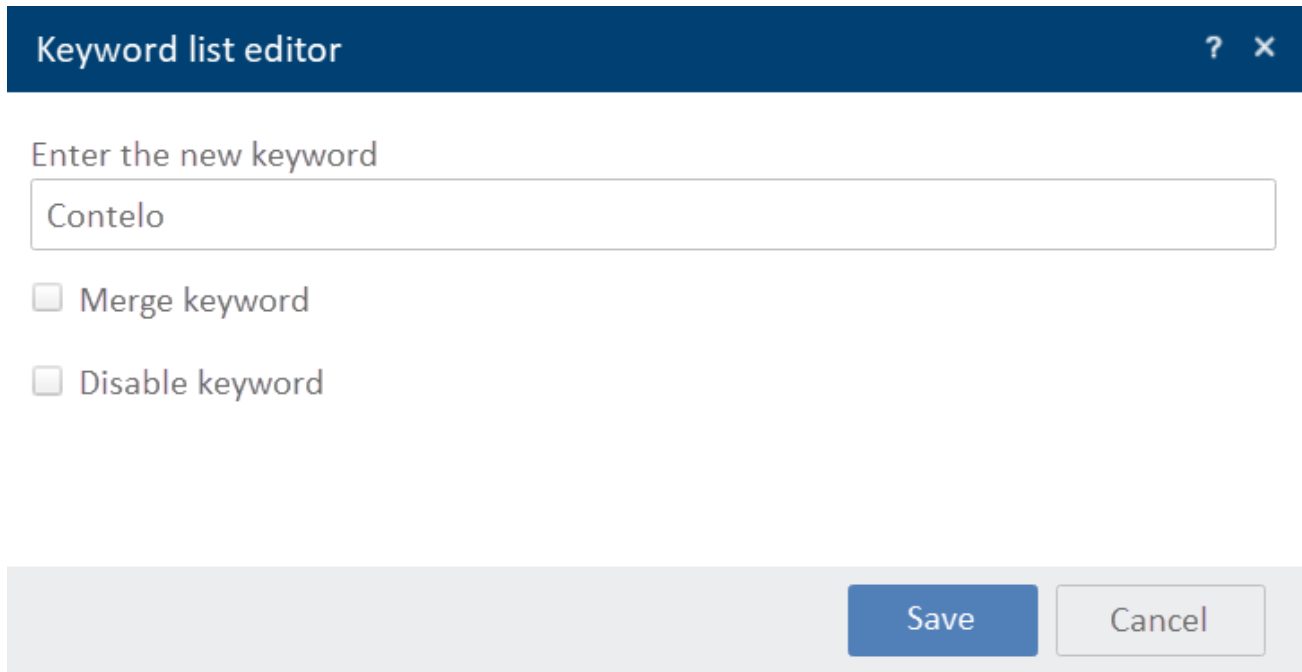 Keyword list editor ? ×
Enter the new keyword
Contelo
Merge keyword
Disable keyword
Save Cancel